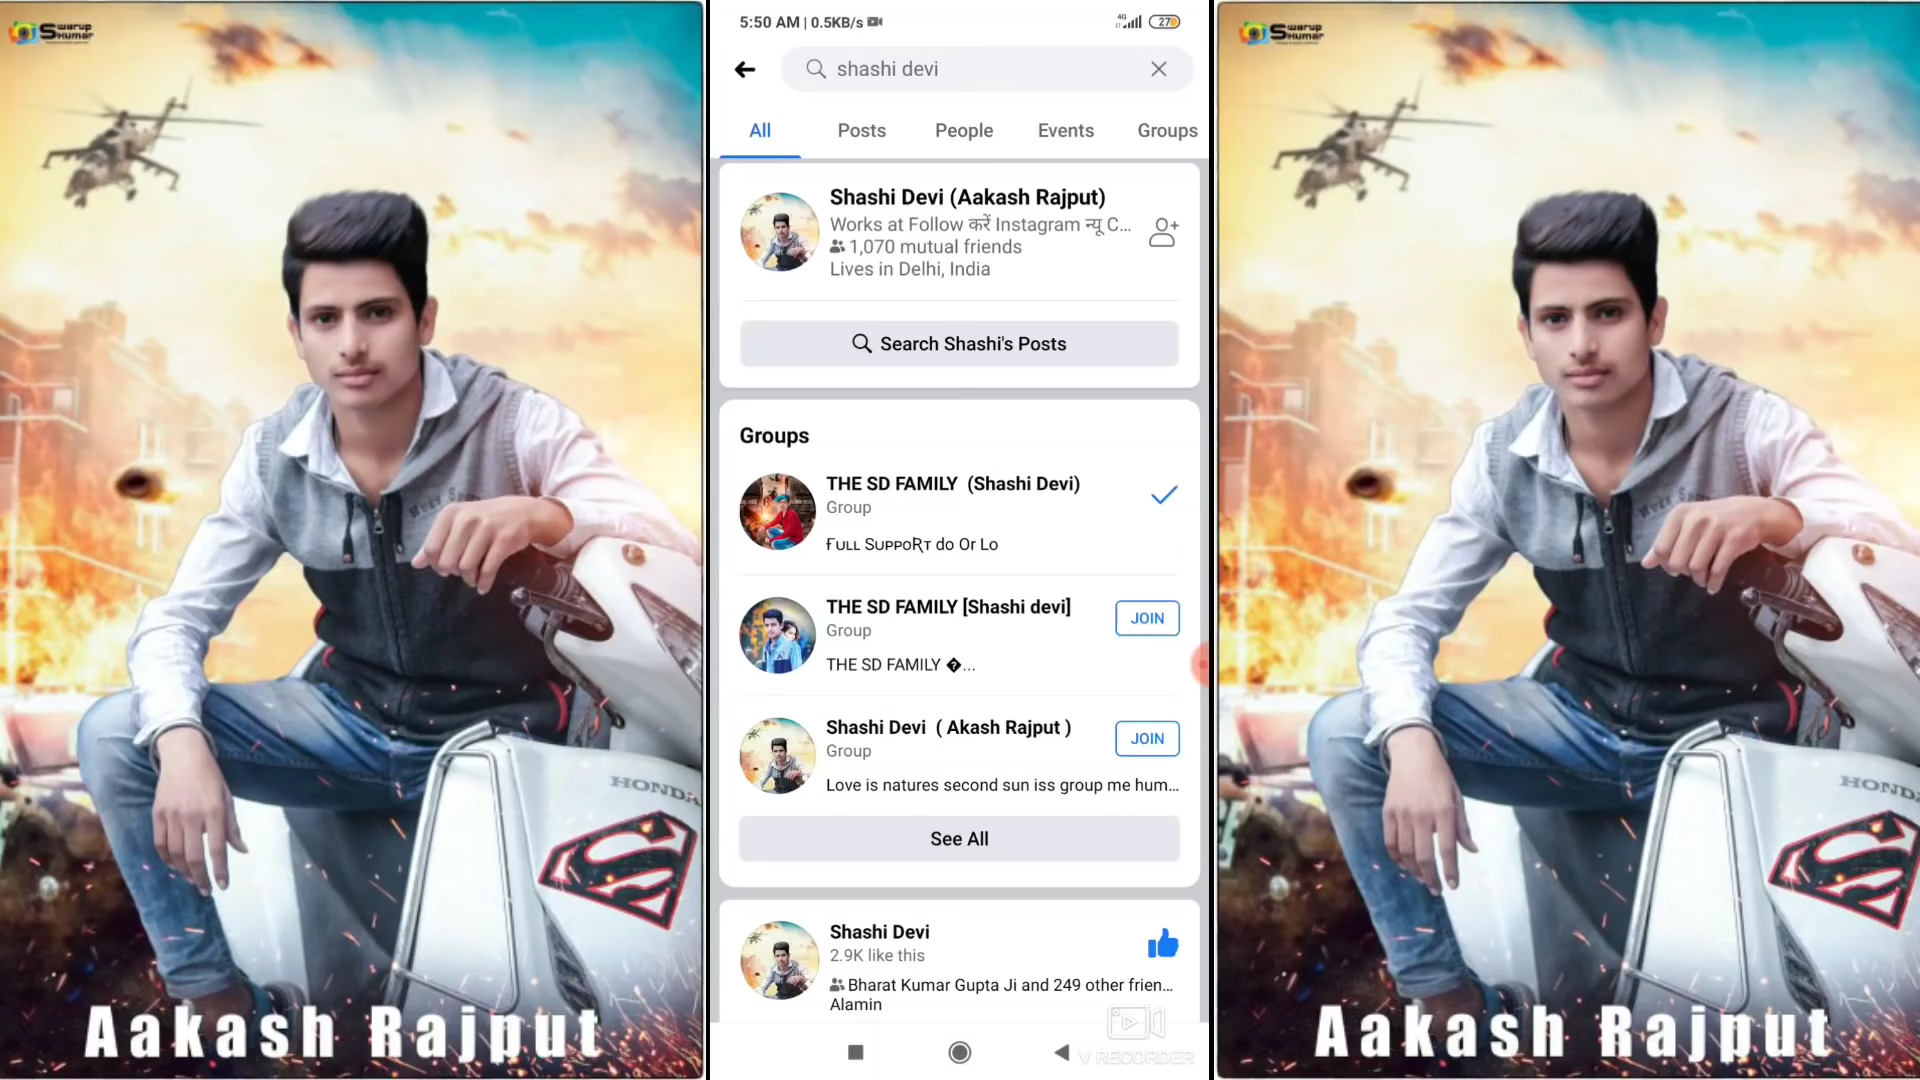 Swarup
Kumar
5:50 AM | 0.5KB/s
4G
27
shashi devi
All
Posts
People
Events
Groups
Shashi Devi (Aakash Rajput)
Works at Follow करें Instagram न्यू C...
1,070 mutual friends
Lives in Delhi, India
Search Shashi's Posts
Groups
THE SD FAMILY (Shashi Devi)
Group
Fᴜʟʟ SᴜᴘᴘᴏRᴛ do Or Lo
THE SD FAMILY [Shashi devi]
Group
JOIN
THE SD FAMILY �...
Shashi Devi ( Akash Rajput )
Group
JOIN
Love is natures second sun iss group me hum...
See All
Shashi Devi
2.9K like this
Bharat Kumar Gupta Ji and 249 other frien...
Alamin
V RECORDER
HONDA
S
Aakash Rajput
Swarup
Kumar
HONDA
S
Aakash Rajput